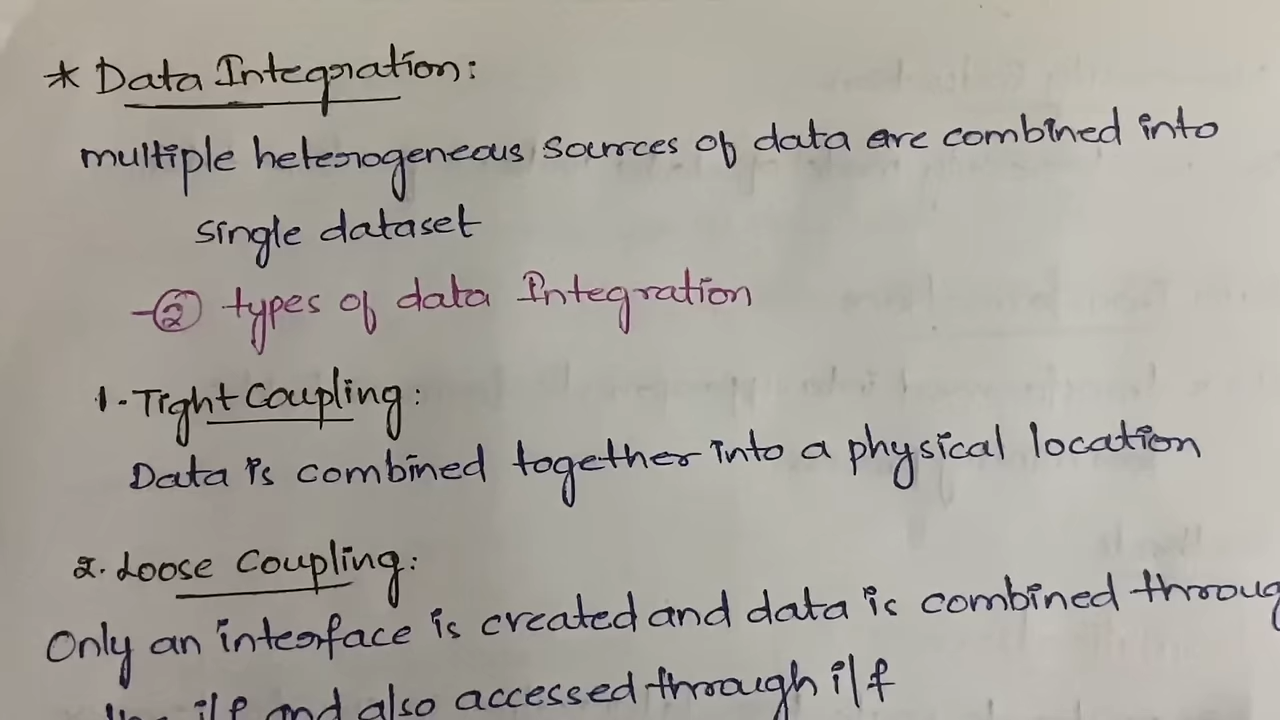 * Data Integration:
multiple heterogeneous sources of data are combined into
single dataset
-② types of data Integration
1. Tight Coupling:
Data is combined together into a physical location
2. Loose Coupling:
Only an interface is created and data is combined throug
i/f and also accessed through i/f